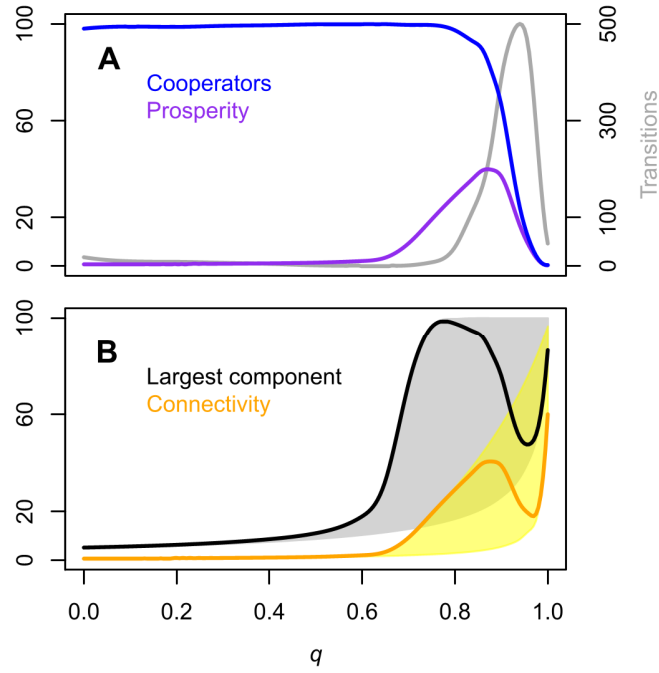 A
Cooperators
Prosperity
100
60
20
0
500
300
100
0
Transitions
B
Largest component
Connectivity
100
60
20
0
0.0 0.2 0.4 0.6 0.8 1.0
q